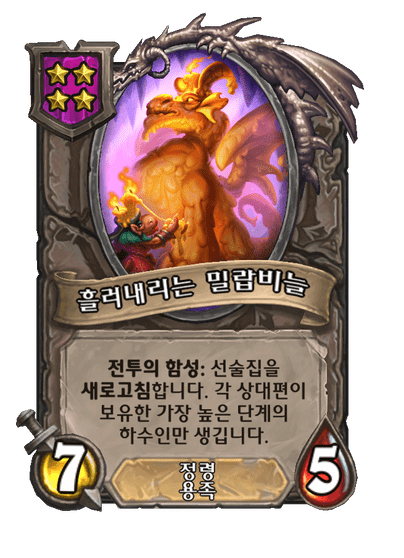 흘러내리는 밀랍비늘
전투의 함성: 선술집을
새로고침합니다. 각 상대편이
보유한 가장 높은 단계의
하수인만 생깁니다.
7
정령
용족
5